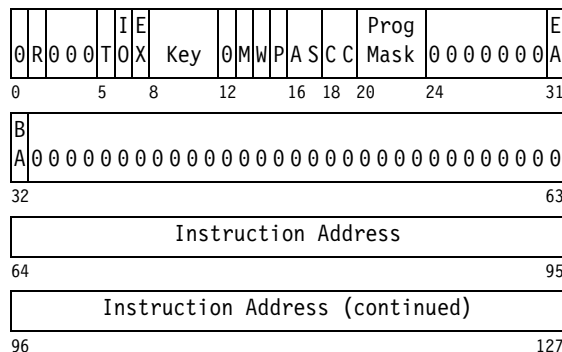 I E Prog E
0 R 0 0 0 T O X Key 0 M W P A S C C Mask 0 0 0 0 0 0 0 A
0 5 8 12 16 18 20 24 31
B
A 0 0 0 0 0 0 0 0 0 0 0 0 0 0 0 0 0 0 0 0 0 0 0 0 0 0 0 0 0 0 0
32 63
Instruction Address
64 95
Instruction Address (continued)
96 127